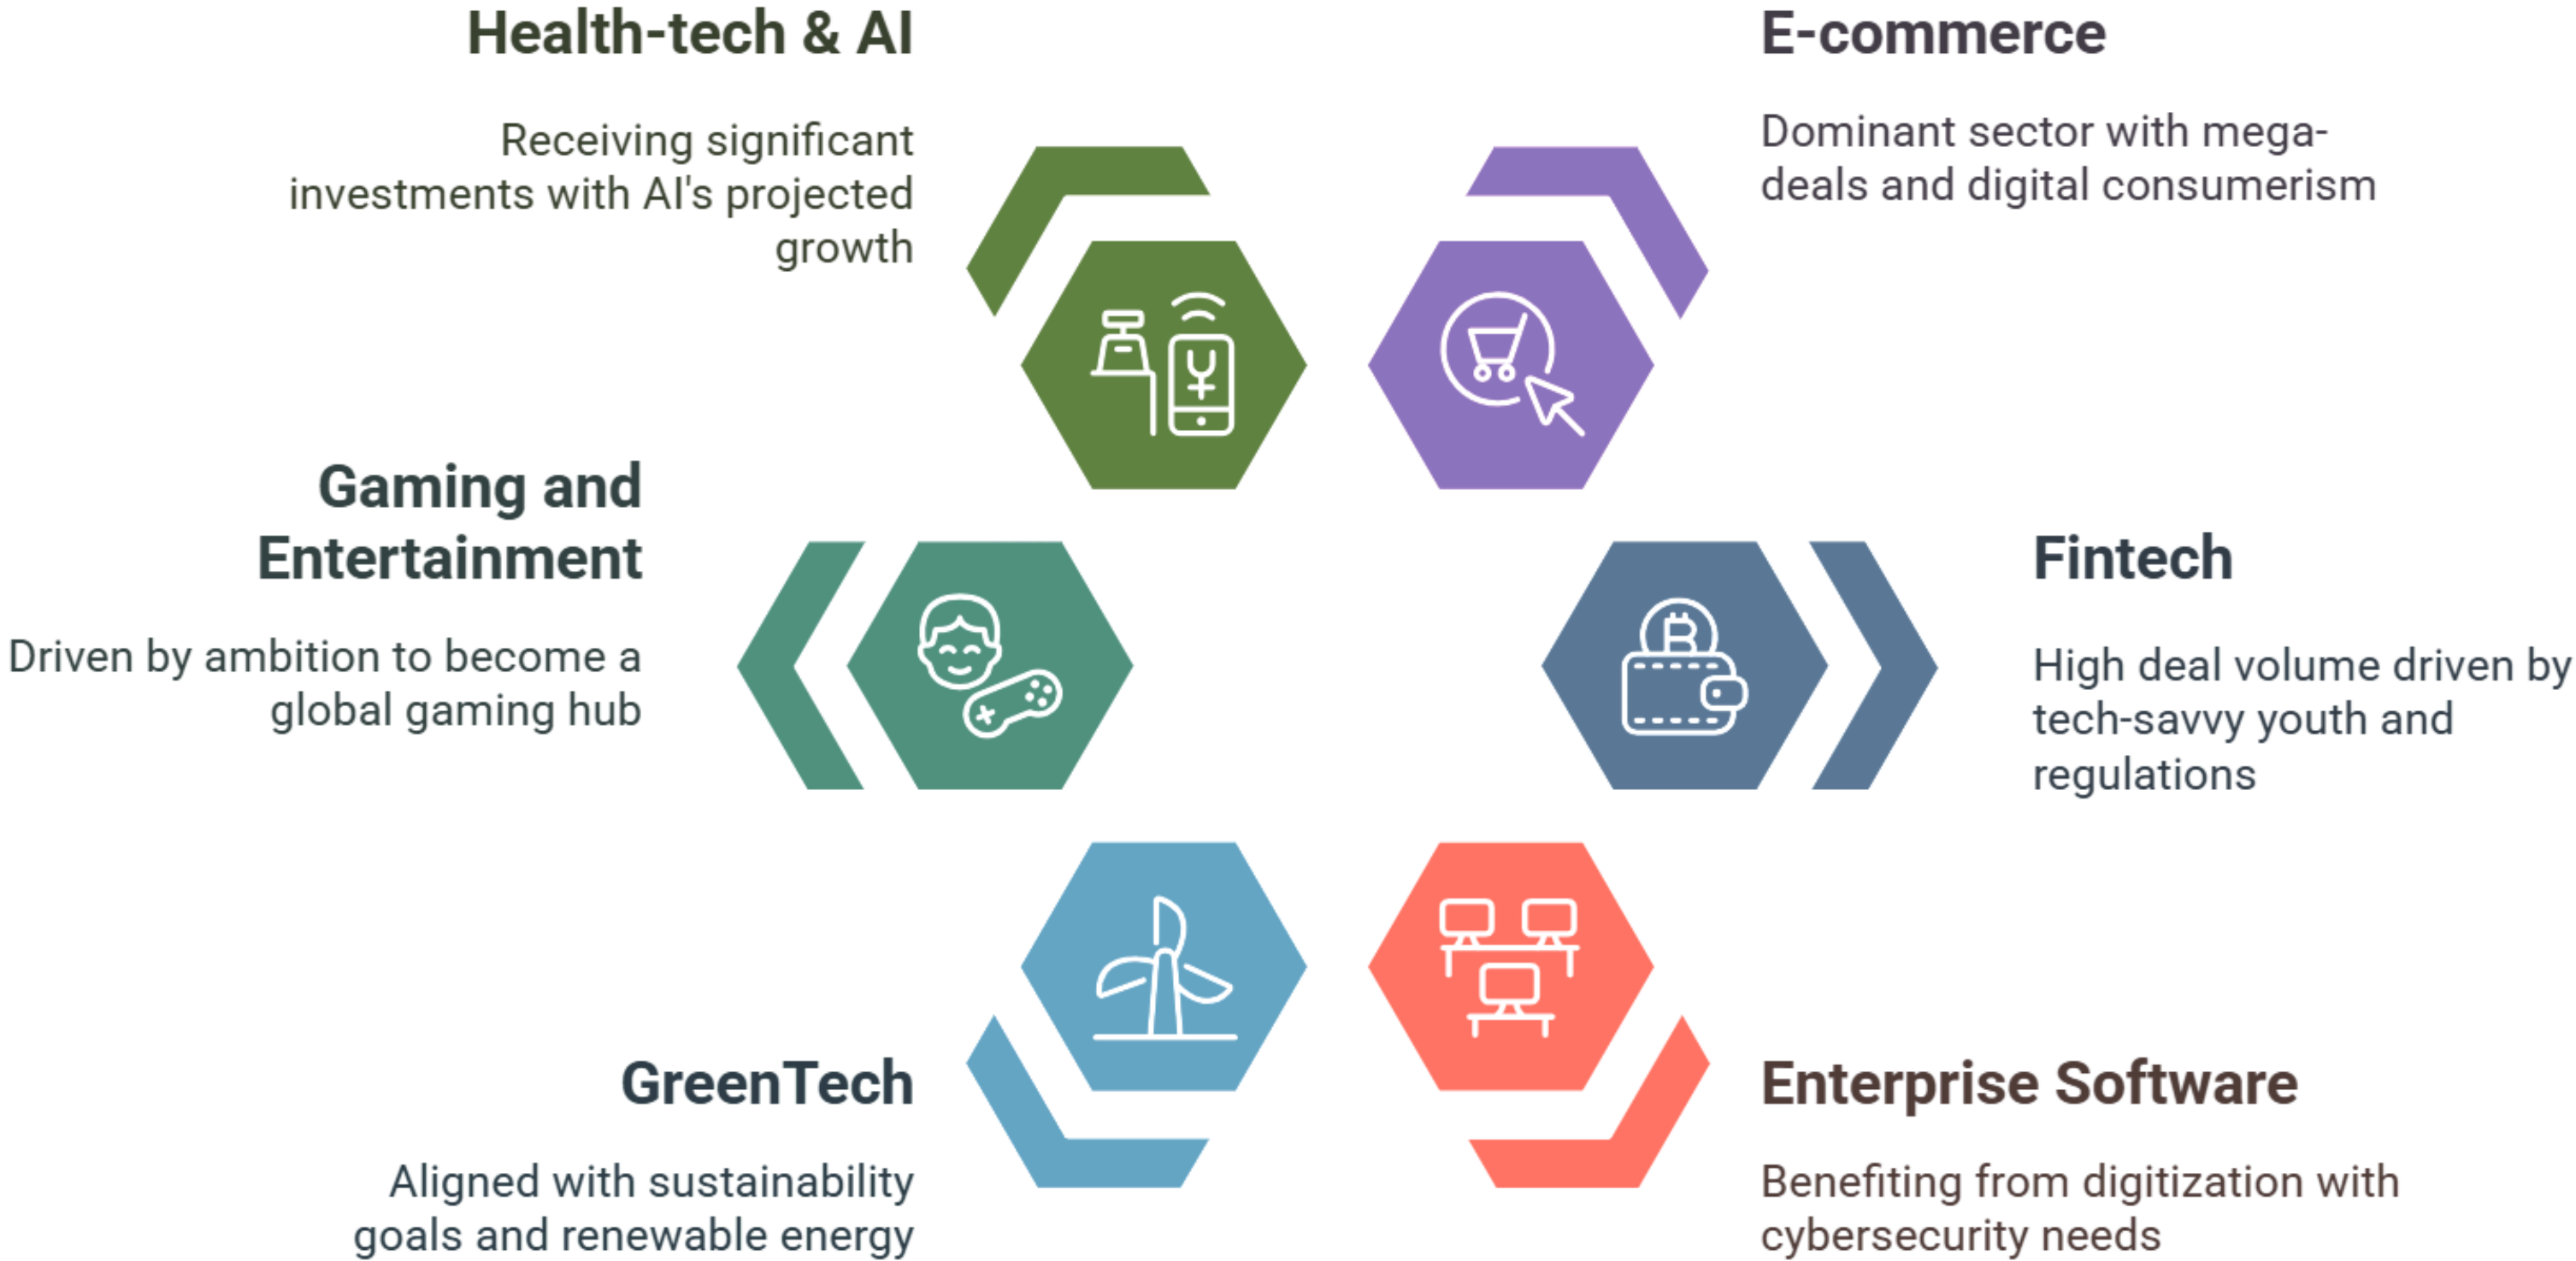 Health-tech & AI
Receiving significant
investments with AI's projected
growth
E-commerce
Dominant sector with mega-
deals and digital consumerism
Gaming and
Entertainment
Driven by ambition to become a
global gaming hub
Fintech
High deal volume driven by
tech-savvy youth and
regulations
GreenTech
Aligned with sustainability
goals and renewable energy
Enterprise Software
Benefiting from digitization with
cybersecurity needs